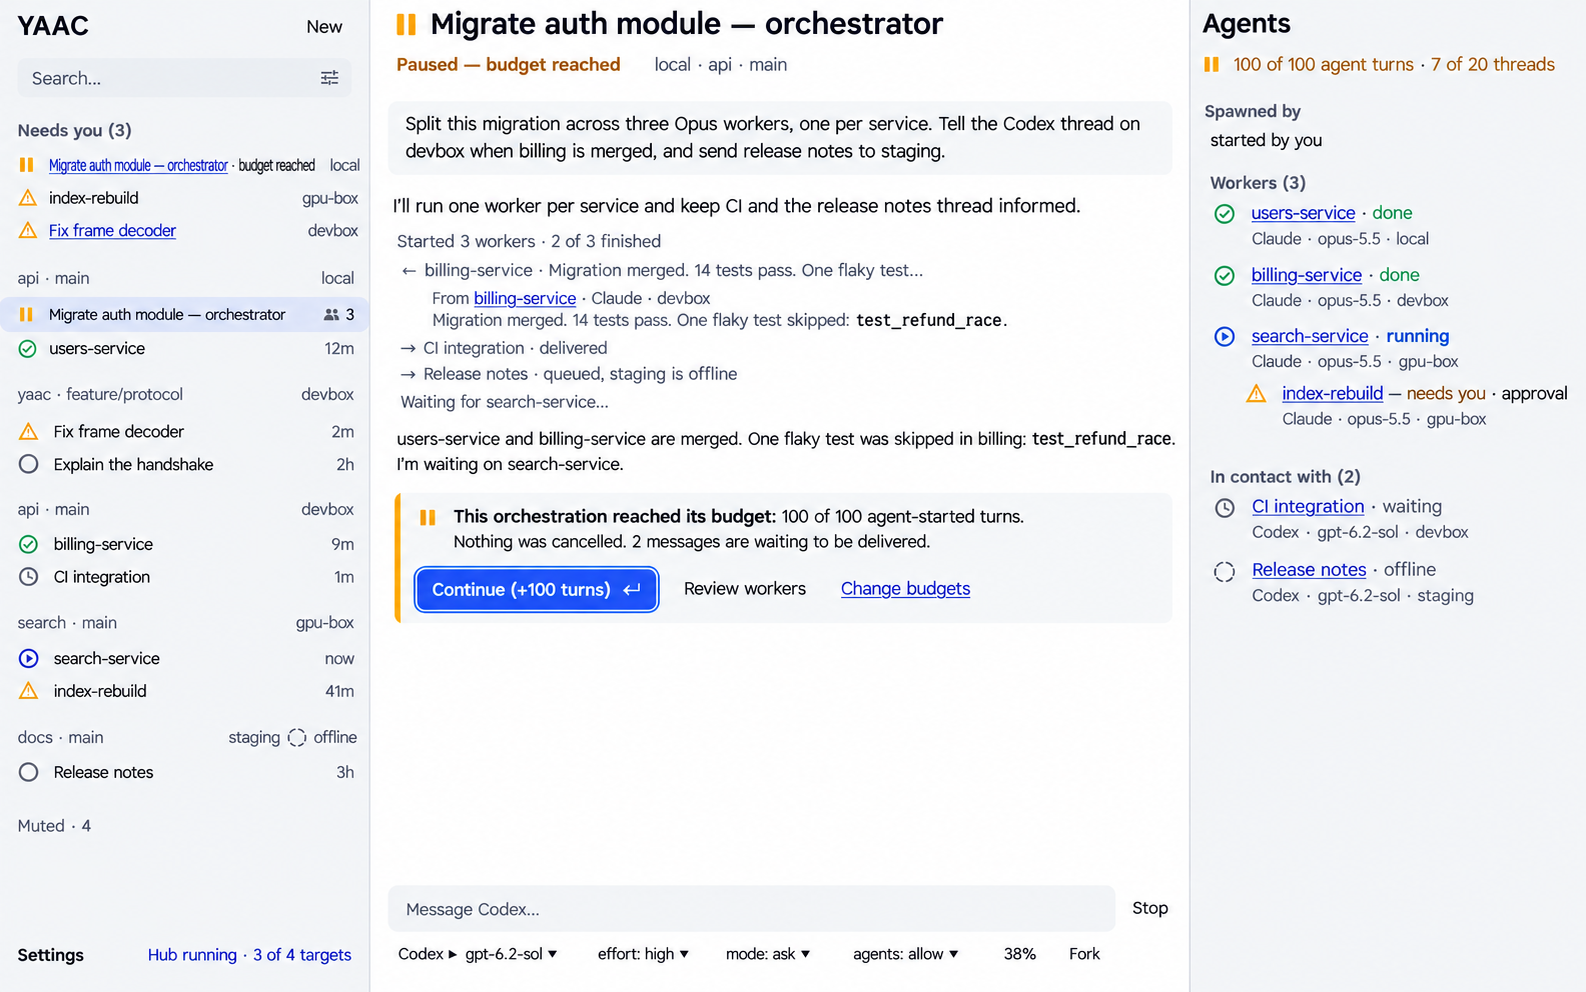 YAAC
New
Search...
Needs you (3)
Migrate auth module — orchestrator · budget reached local
index-rebuild gpu-box
Fix frame decoder devbox
api · main local
Migrate auth module — orchestrator 3
users-service 12m
yaac · feature/protocol devbox
Fix frame decoder 2m
Explain the handshake 2h
api · main devbox
billing-service 9m
CI integration 1m
search · main gpu-box
search-service now
index-rebuild 41m
docs · main staging offline
Release notes 3h
Muted · 4
Settings Hub running · 3 of 4 targets
Migrate auth module — orchestrator
Paused — budget reached local · api · main
Split this migration across three Opus workers, one per service. Tell the Codex thread on
devbox when billing is merged, and send release notes to staging.
I'll run one worker per service and keep CI and the release notes thread informed.
Started 3 workers · 2 of 3 finished
← billing-service · Migration merged. 14 tests pass. One flaky test...
From billing-service · Claude · devbox
Migration merged. 14 tests pass. One flaky test skipped: test_refund_race.
→ CI integration · delivered
→ Release notes · queued, staging is offline
Waiting for search-service...
users-service and billing-service are merged. One flaky test was skipped in billing: test_refund_race.
I'm waiting on search-service.
This orchestration reached its budget: 100 of 100 agent-started turns.
Nothing was cancelled. 2 messages are waiting to be delivered.
Continue (+100 turns) ↵ Review workers Change budgets
Message Codex... Stop
Codex ▸ gpt-6.2-sol ▾ effort: high ▾ mode: ask ▾ agents: allow ▾ 38% Fork
Agents
100 of 100 agent turns · 7 of 20 threads
Spawned by
started by you
Workers (3)
users-service · done
Claude · opus-5.5 · local
billing-service · done
Claude · opus-5.5 · devbox
search-service · running
Claude · opus-5.5 · gpu-box
index-rebuild — needs you · approval
Claude · opus-5.5 · gpu-box
In contact with (2)
CI integration · waiting
Codex · gpt-6.2-sol · devbox
Release notes · offline
Codex · gpt-6.2-sol · staging